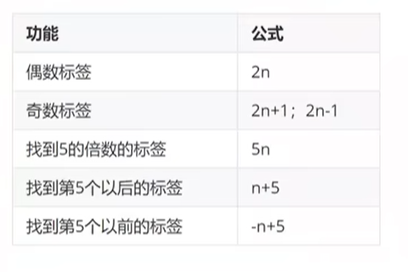 功能 公式
偶数标签 2n
奇数标签 2n+1；2n-1
找到5的倍数的标签 5n
找到第5个以后的标签 n+5
找到第5个以前的标签 -n+5